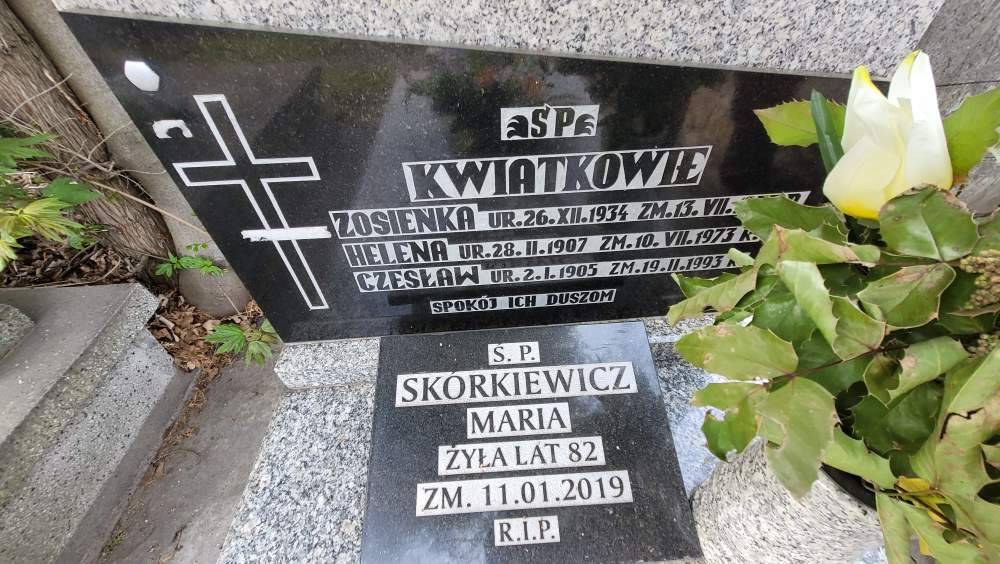 ŚP
KWIATKOWIE
ZOSIENKA UR. 26. XII. 1934 ZM. 13. VII.
HELENA UR. 28. II. 1907 ZM. 10. VII. 1973 R.
CZESŁAW UR. 2. I. 1905 ZM. 19. II. 1993
SPOKÓJ ICH DUSZOM
Ś. P.
SKÓRKIEWICZ
MARIA
ŻYŁA LAT 82
ZM. 11.01.2019
R.I.P.